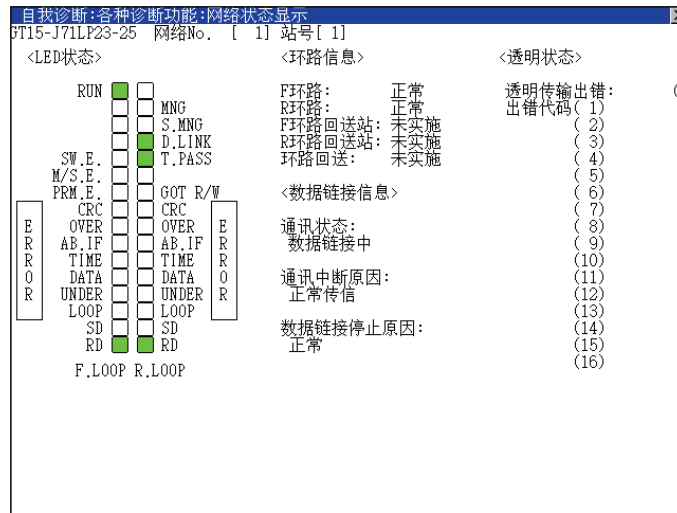 自我诊断:各种诊断功能:网络状态显示
GT15-J71LP23-25 网络No. [ 1] 站号[ 1]
<LED状态> <环路信息> <透明状态>
RUN F环路: 正常 透明传输出错:
MNG R环路: 正常 出错代码( 1)
S.MNG F环路回送站: 未实施 ( 2)
D.LINK R环路回送站: 未实施 ( 3)
SW.E. T.PASS 环路回送: 未实施 ( 4)
M/S.E. ( 5)
PRM.E. GOT R/W <数据链接信息> ( 6)
CRC CRC ( 7)
E OVER OVER E 通讯状态: ( 8)
R AB.IF AB.IF R 数据链接中 ( 9)
R TIME TIME R (10)
O DATA DATA O 通讯中断原因: (11)
R UNDER UNDER R 正常传信 (12)
LOOP LOOP (13)
SD SD 数据链接停止原因: (14)
RD RD 正常 (15)
(16)
F.LOOP R.LOOP